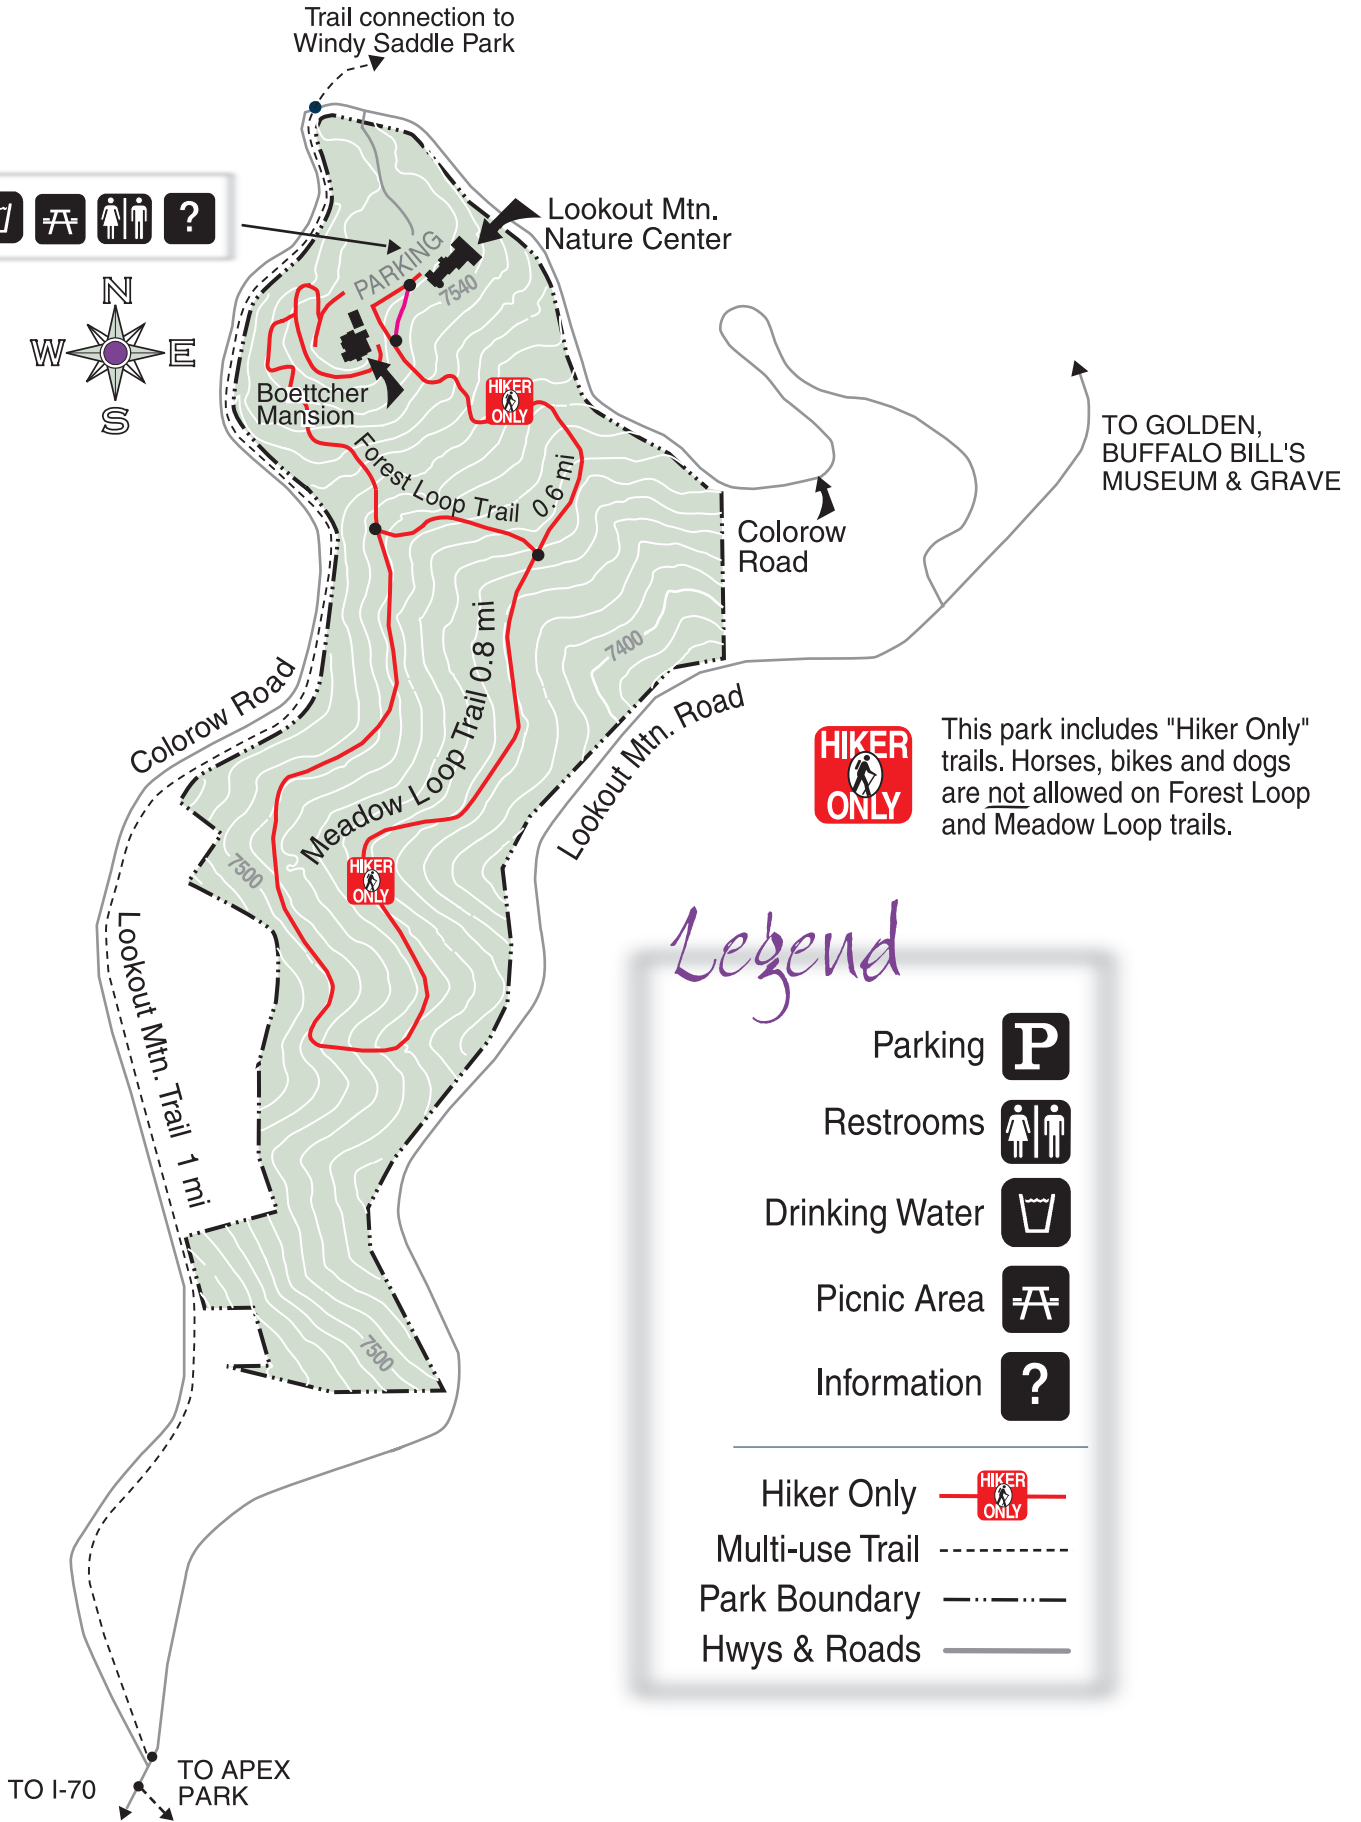 Trail connection to
Windy Saddle Park
?
Lookout Mtn.
Nature Center
PARKING
7540
N
W
E
S
Boettcher
Mansion
HIKER
ONLY
Forest Loop Trail 0.6 mi
TO GOLDEN,
BUFFALO BILL'S
MUSEUM & GRAVE
Colorow
Road
7400
Meadow Loop Trail 0.8 mi
Colorow Road
Lookout Mtn. Road
HIKER
ONLY
This park includes "Hiker Only"
trails. Horses, bikes and dogs
are not allowed on Forest Loop
and Meadow Loop trails.
7500
HIKER
ONLY
Lookout Mtn. Trail 1 mi
Legend
Parking P
Restrooms
Drinking Water
Picnic Area
Information ?
7500
Hiker Only HIKER
ONLY
Multi-use Trail
Park Boundary
Hwys & Roads
TO I-70
TO APEX
PARK